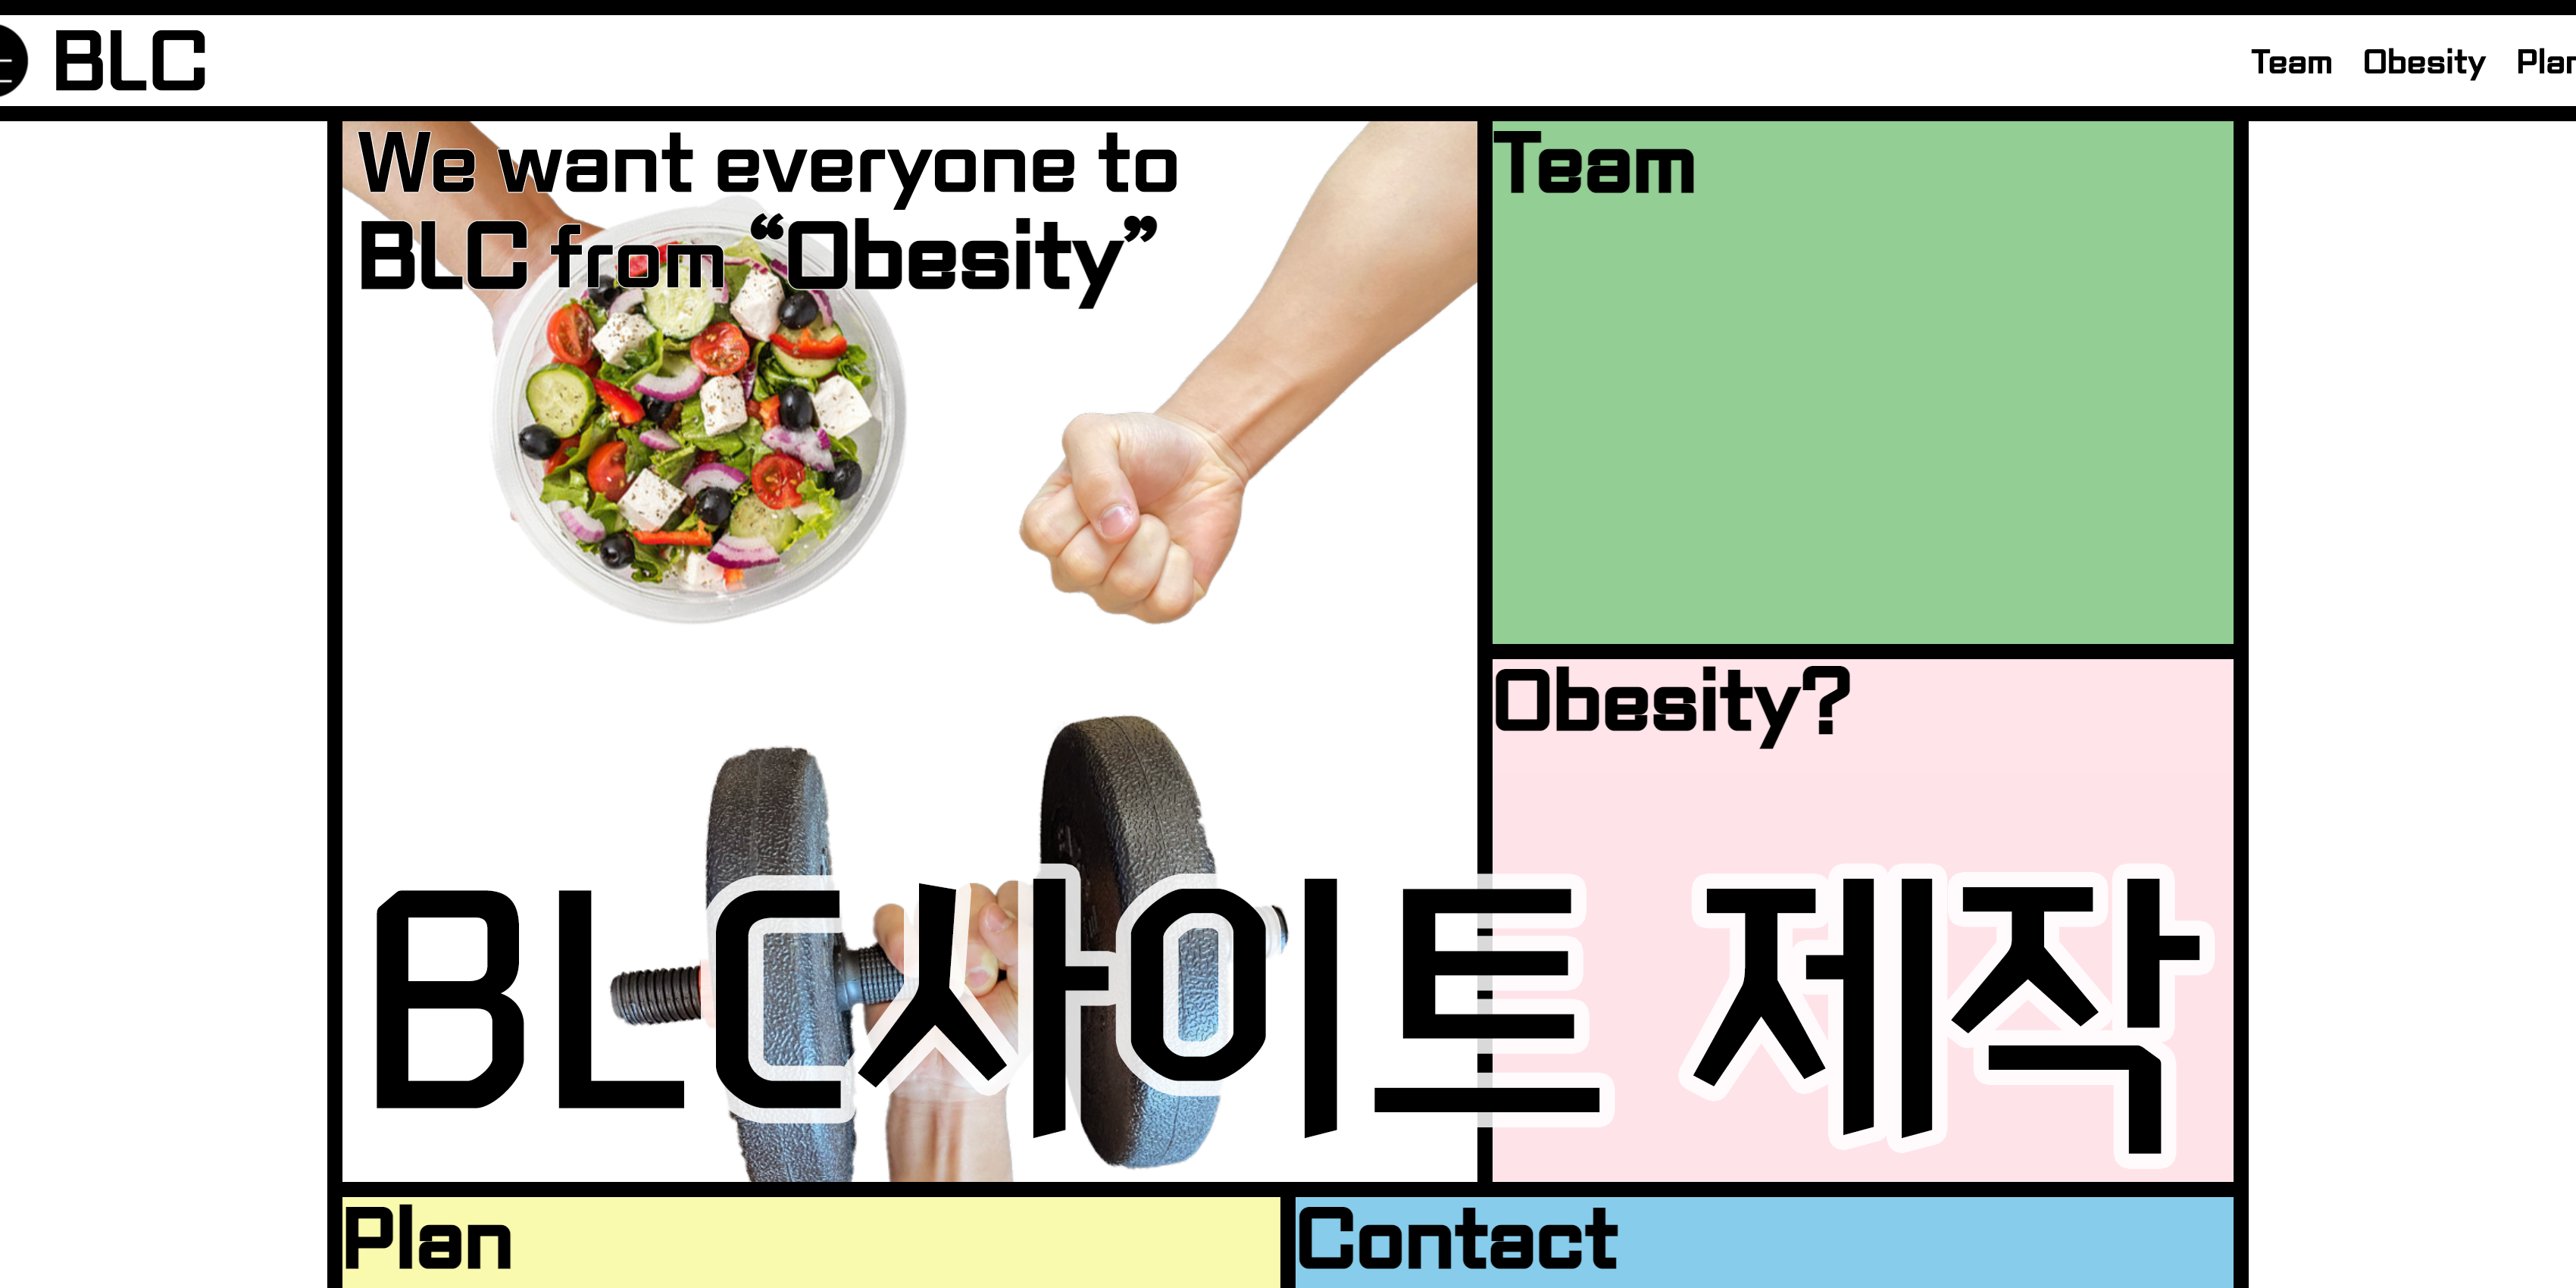 BLC
Team Obesity Plan
We want everyone to
BLC from “Obesity”
Team
Obesity?
BLC사이트 제작
Plan
Contact